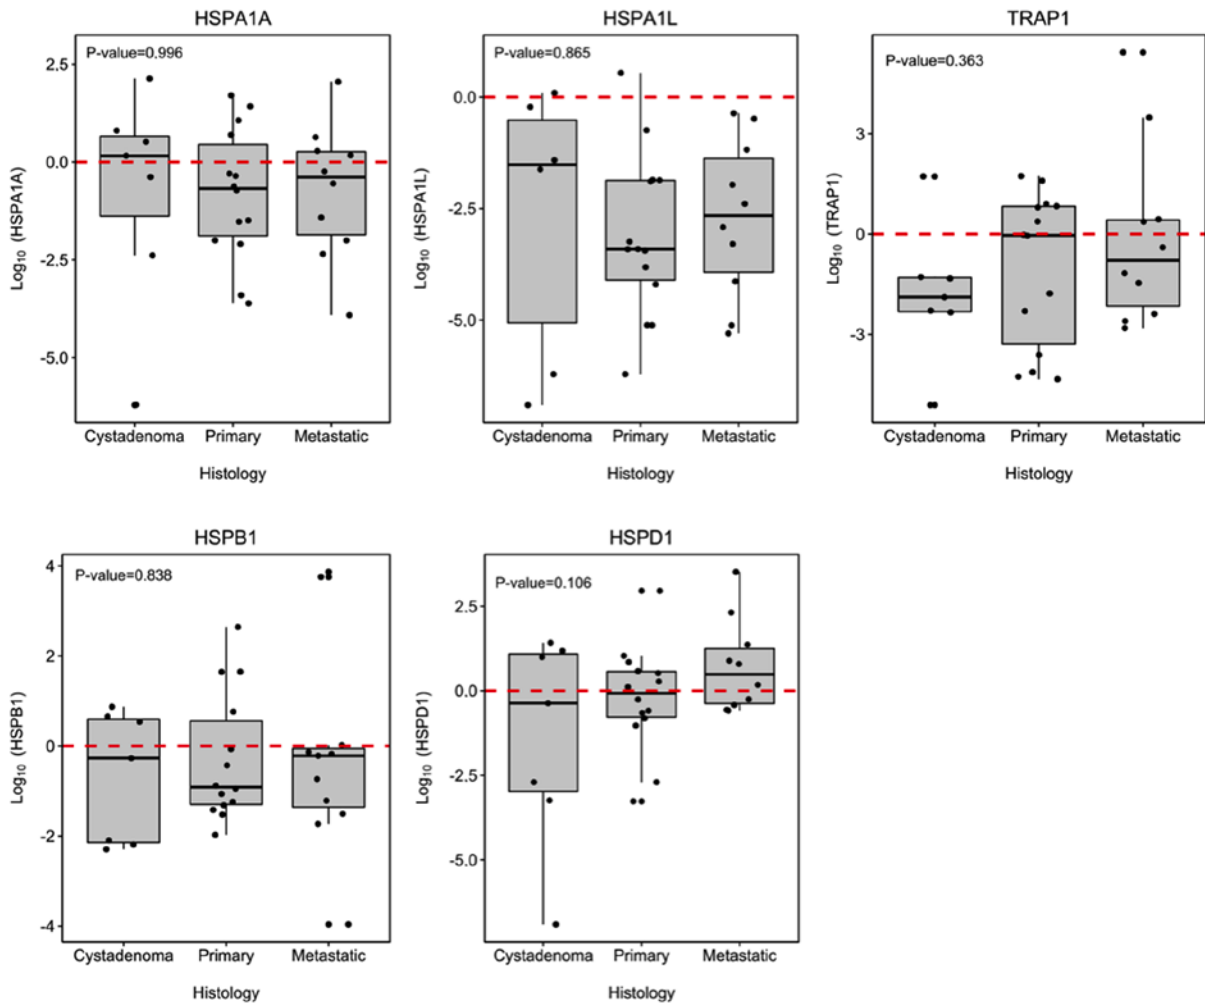 HSPA1A
P-value=0.996
2.5
0.0
-2.5
-5.0
Log₁₀ (HSPA1A)
Cystadenoma Primary Metastatic
Histology
HSPA1L
P-value=0.865
0.0
-2.5
-5.0
Log₁₀ (HSPA1L)
Cystadenoma Primary Metastatic
Histology
TRAP1
P-value=0.363
3
0
-3
Log₁₀ (TRAP1)
Cystadenoma Primary Metastatic
Histology
HSPB1
P-value=0.838
4
2
0
-2
-4
Log₁₀ (HSPB1)
Cystadenoma Primary Metastatic
Histology
HSPD1
P-value=0.106
2.5
0.0
-2.5
-5.0
Log₁₀ (HSPD1)
Cystadenoma Primary Metastatic
Histology